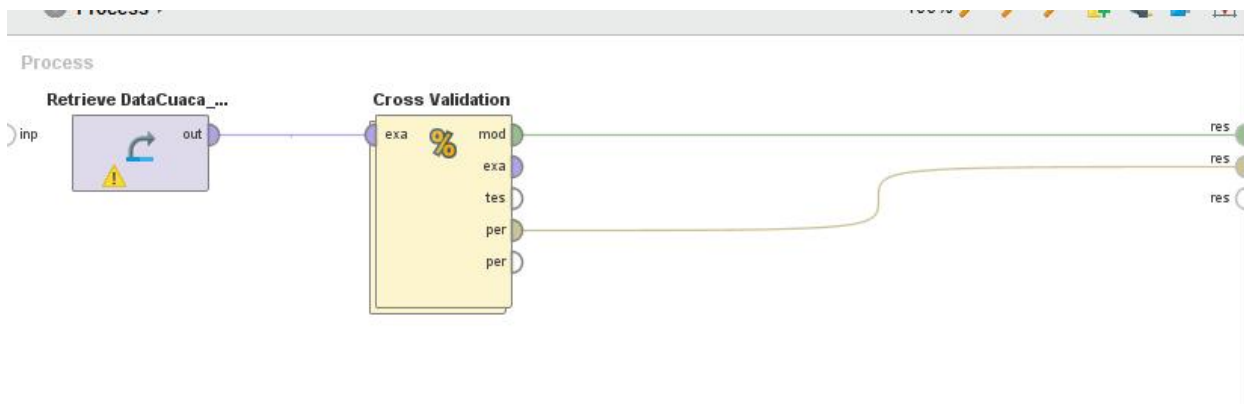 Process
Retrieve DataCuaca_...
Cross Validation
inp
out
exa
%
mod
exa
tes
per
per
res
res
res